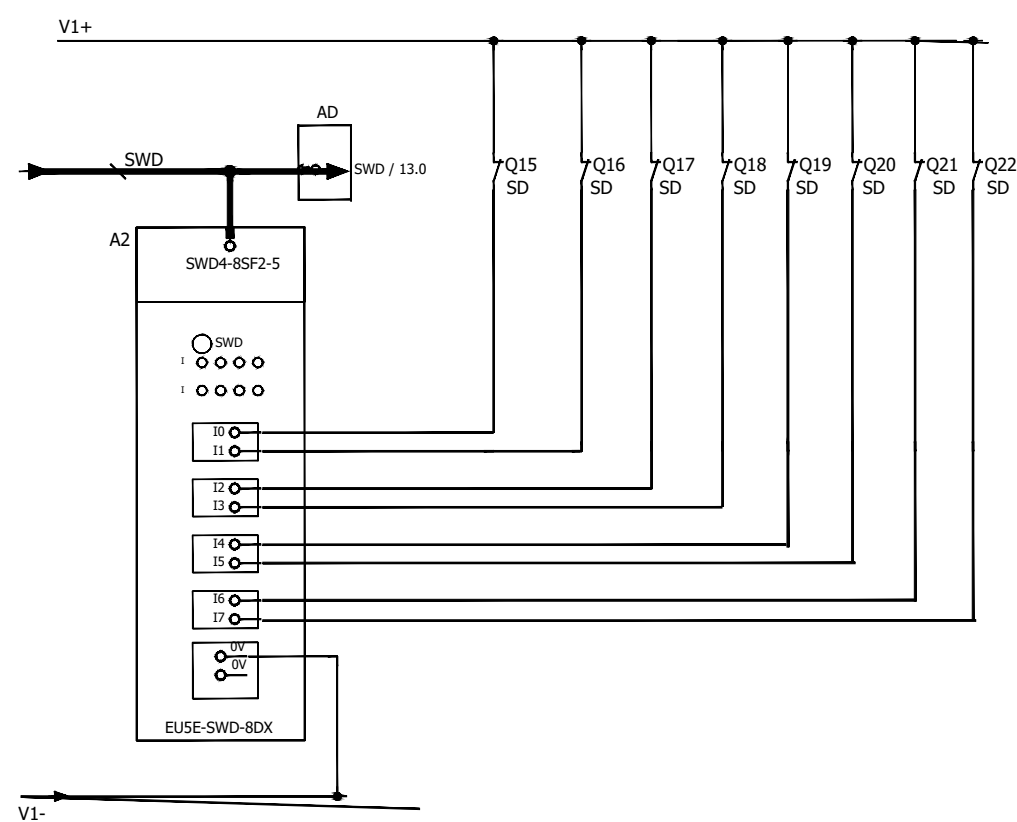 V1+
AD
SWD
SWD / 13.0
Q15 Q16 Q17 Q18 Q19 Q20 Q21 Q22
SD SD SD SD SD SD SD SD
A2
SWD4-8SF2-5
SWD
I
I
I0
I1
I2
I3
I4
I5
I6
I7
0V
0V
EU5E-SWD-8DX
V1-